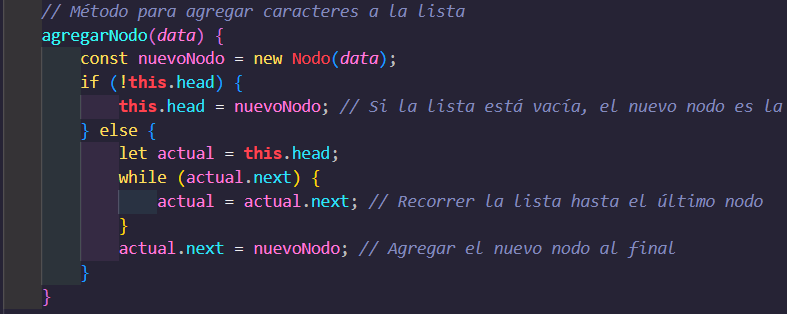 // Método para agregar caracteres a la lista
agregarNodo(data) {
const nuevoNodo = new Nodo(data);
if (!this.head) {
this.head = nuevoNodo; // Si la lista está vacía, el nuevo nodo es la
} else {
let actual = this.head;
while (actual.next) {
actual = actual.next; // Recorrer la lista hasta el último nodo
}
actual.next = nuevoNodo; // Agregar el nuevo nodo al final
}
}